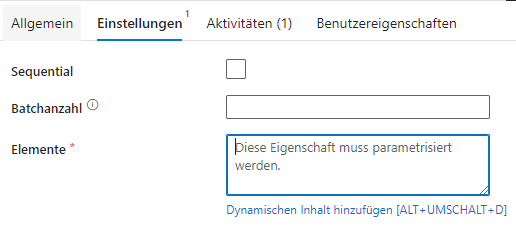 Allgemein Einstellungen 1 Aktivitäten (1) Benutzereigenschaften
Sequential
Batchanzahl
Elemente * Diese Eigenschaft muss parametrisiert
werden.
Dynamischen Inhalt hinzufügen [ALT+UMSCHALT+D]